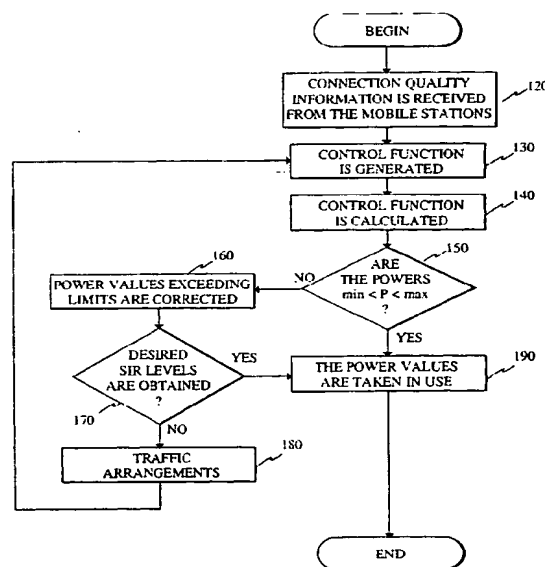 BEGIN
CONNECTION QUALITY
INFORMATION IS RECEIVED
FROM THE MOBILE STATIONS
120
CONTROL FUNCTION
IS GENERATED
130
CONTROL FUNCTION
IS CALCULATED
140
150
ARE
THE POWERS
min < P < max
?
NO
YES
160
POWER VALUES EXCEEDING
LIMITS ARE CORRECTED
DESIRED
SIR LEVELS
ARE OBTAINED
?
YES
170
NO
THE POWER VALUES
ARE TAKEN IN USE
190
TRAFFIC
ARRANGEMENTS
180
END